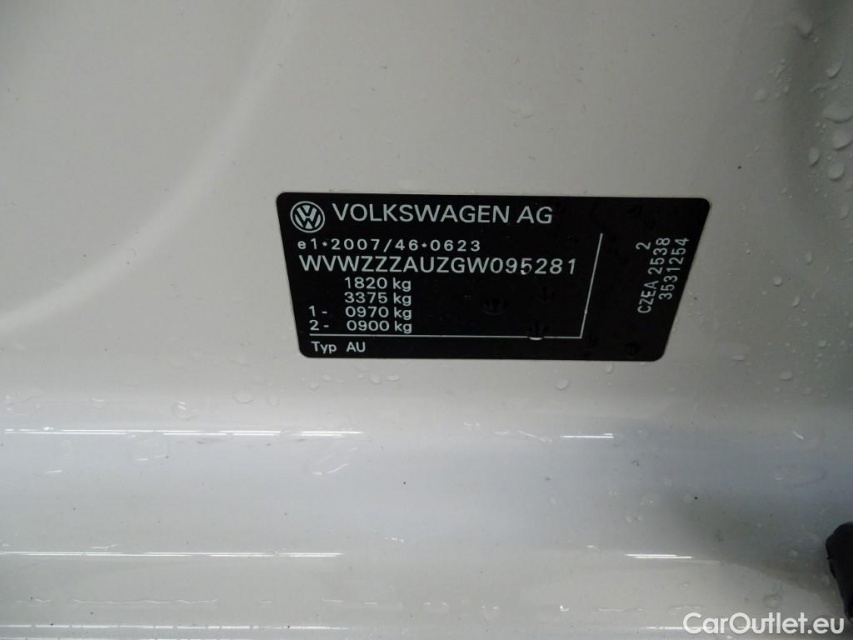 VOLKSWAGEN AG
e1*2007/46*0623
WVWZZZAUZGW095281
1820 kg
3375 kg
1- 0970 kg
2- 0900 kg
Typ AU
2
CZEA 2538
3531254
CarOutlet.eu